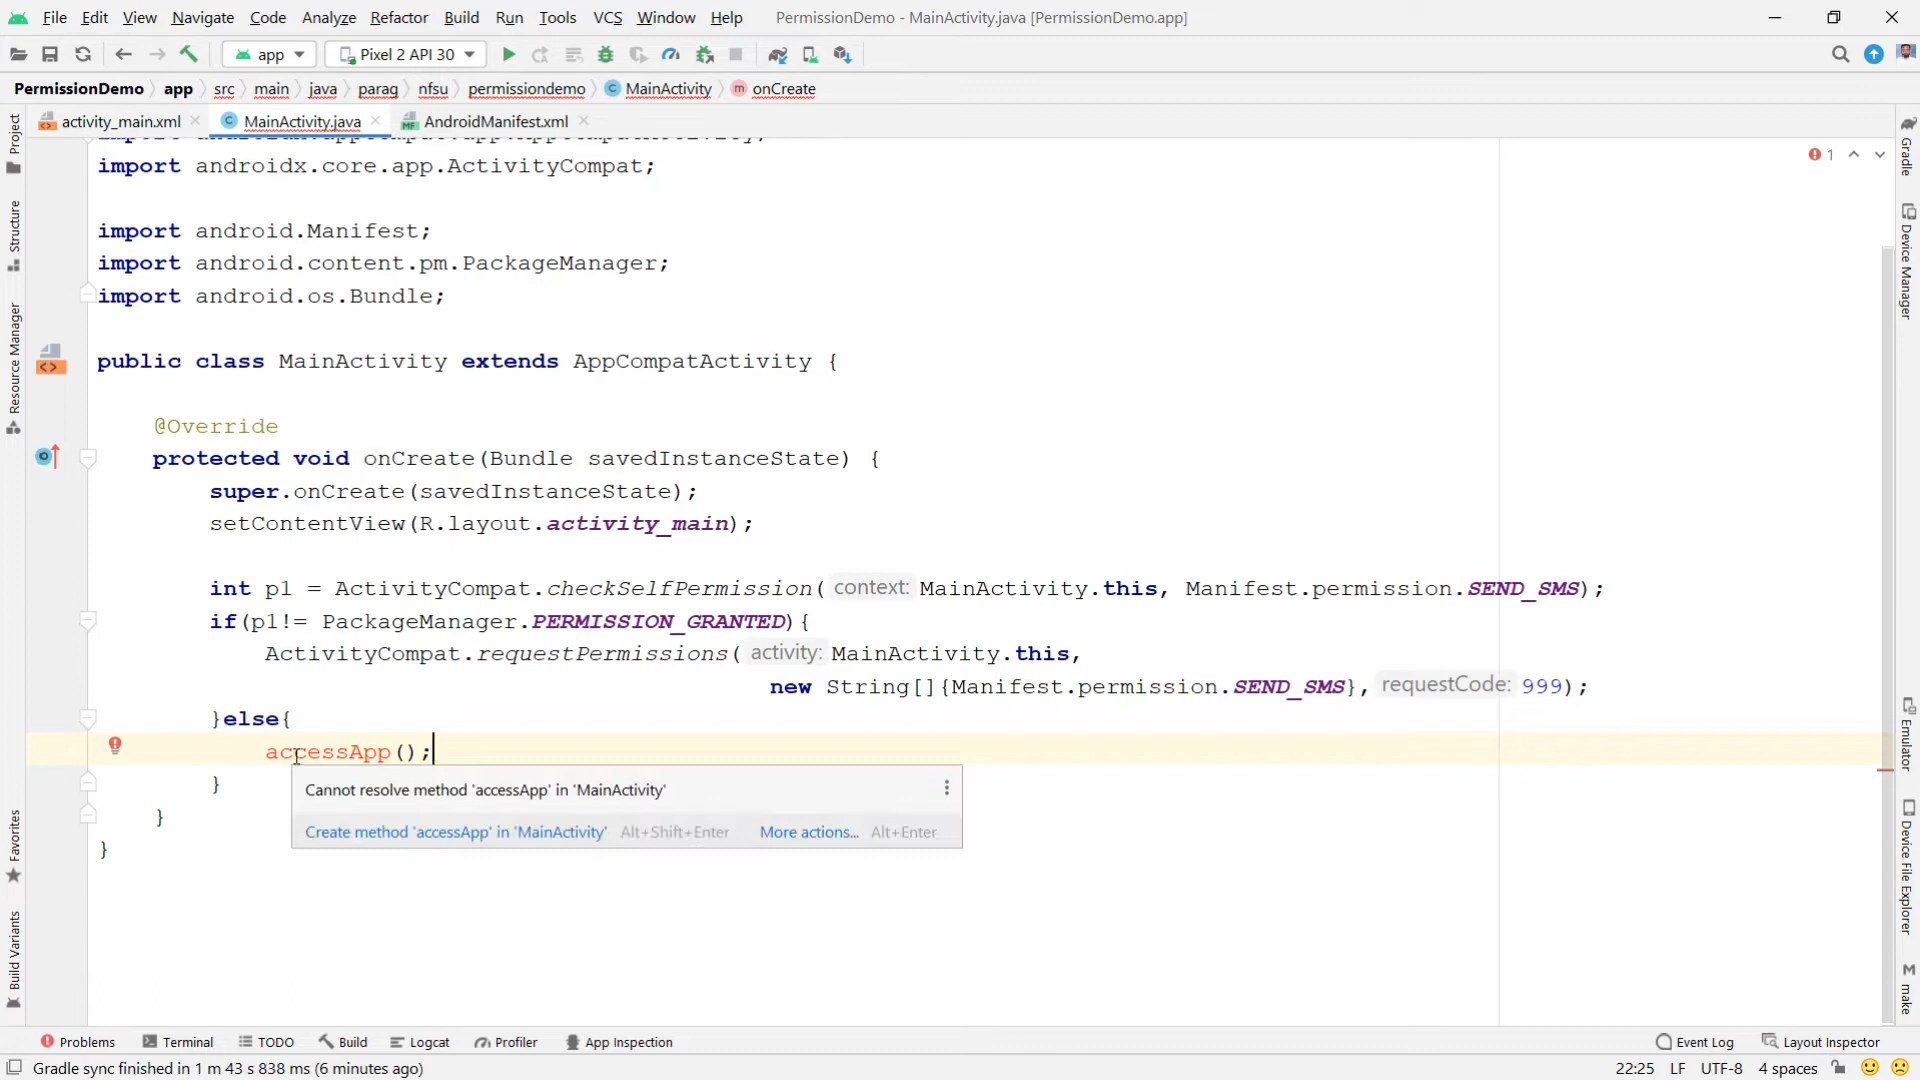 File Edit View Navigate Code Analyze Refactor Build Run Tools VCS Window Help PermissionDemo - MainActivity.java [PermissionDemo.app]
app Pixel 2 API 30
PermissionDemo app src main java parag nfsu permissiondemo MainActivity onCreate
activity_main.xml MainActivity.java AndroidManifest.xml
import androidx.core.app.ActivityCompat;
1
import android.Manifest;
import android.content.pm.PackageManager;
import android.os.Bundle;
public class MainActivity extends AppCompatActivity {
@Override
protected void onCreate(Bundle savedInstanceState) {
super.onCreate(savedInstanceState);
setContentView(R.layout.activity_main);
int p1 = ActivityCompat.checkSelfPermission( context: MainActivity.this, Manifest.permission.SEND_SMS);
if(p1!= PackageManager.PERMISSION_GRANTED){
ActivityCompat.requestPermissions( activity: MainActivity.this,
new String[]{Manifest.permission.SEND_SMS}, requestCode: 999);
}else{
accessApp();
}
}
}
Cannot resolve method 'accessApp' in 'MainActivity'
Create method 'accessApp' in 'MainActivity' Alt+Shift+Enter More actions... Alt+Enter
Project
Structure
Resource Manager
Favorites
Build Variants
Gradle
Device Manager
Emulator
Device File Explorer
M make
Problems Terminal TODO Build Logcat Profiler App Inspection Event Log Layout Inspector
Gradle sync finished in 1 m 43 s 838 ms (6 minutes ago) 22:25 LF UTF-8 4 spaces